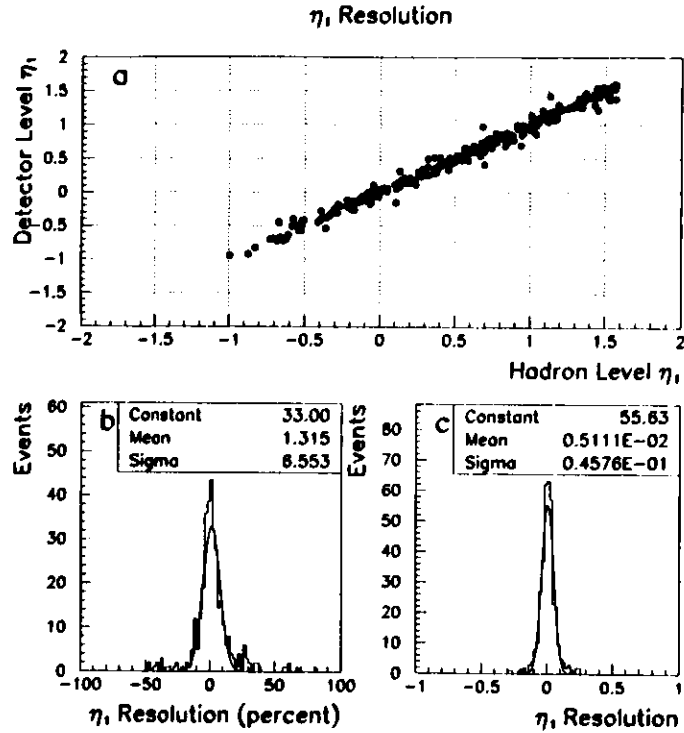 η₁ Resolution
Detector Level η₁
a
2
1.5
1
0.5
0
−0.5
−1
−1.5
−2
−2 −1.5 −1 −0.5 0 0.5 1 1.5 2
Hadron Level η₁
Events
b
60
50
40
30
20
10
0
Constant 33.00
Mean 1.315
Sigma 6.553
−100 −50 0 50 100
η₁ Resolution (percent)
Events
c
80
70
60
50
40
30
20
10
0
Constant 55.63
Mean 0.5111E−02
Sigma 0.4576E−01
−1 −0.5 0 0.5 1
η₁ Resolution